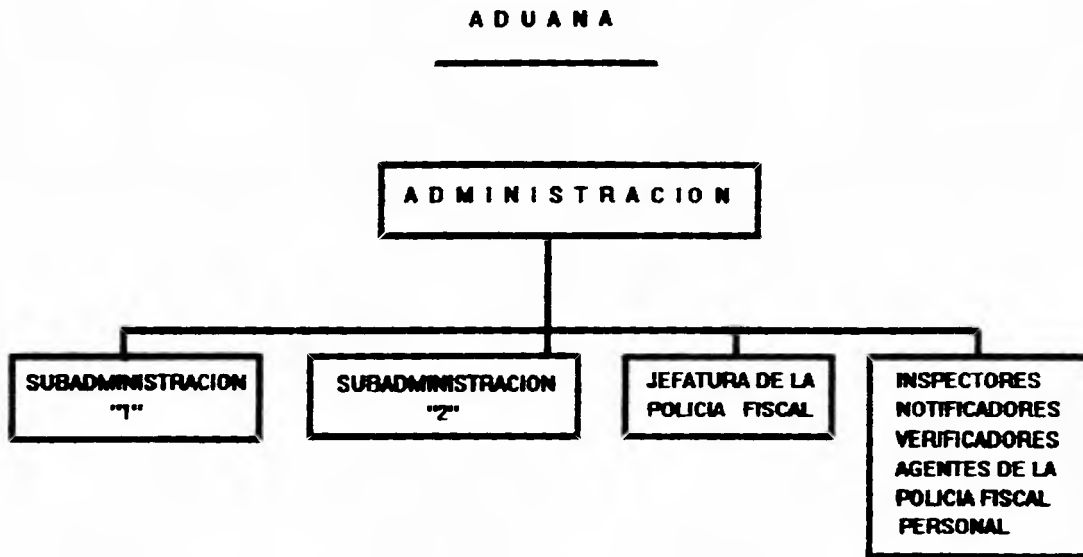 ADUANA
ADMINISTRACION
SUBADMINISTRACION
"1"
SUBADMINISTRACION
"2"
JEFATURA DE LA
POLICIA FISCAL
INSPECTORES
NOTIFICADORES
VERIFICADORES
AGENTES DE LA
POLICIA FISCAL
PERSONAL